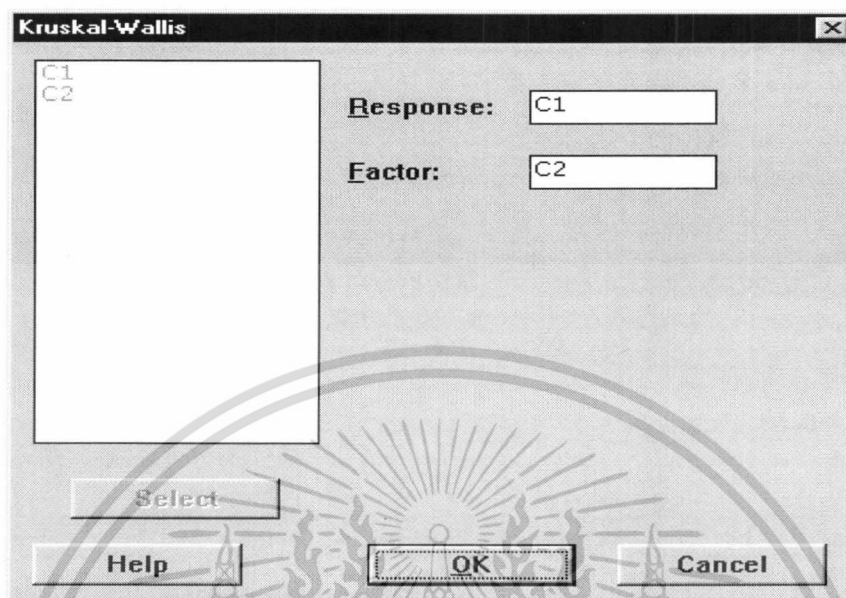 Kruskal-Wallis
C1
C2
Response: C1
Factor: C2
Select
Help
OK
Cancel